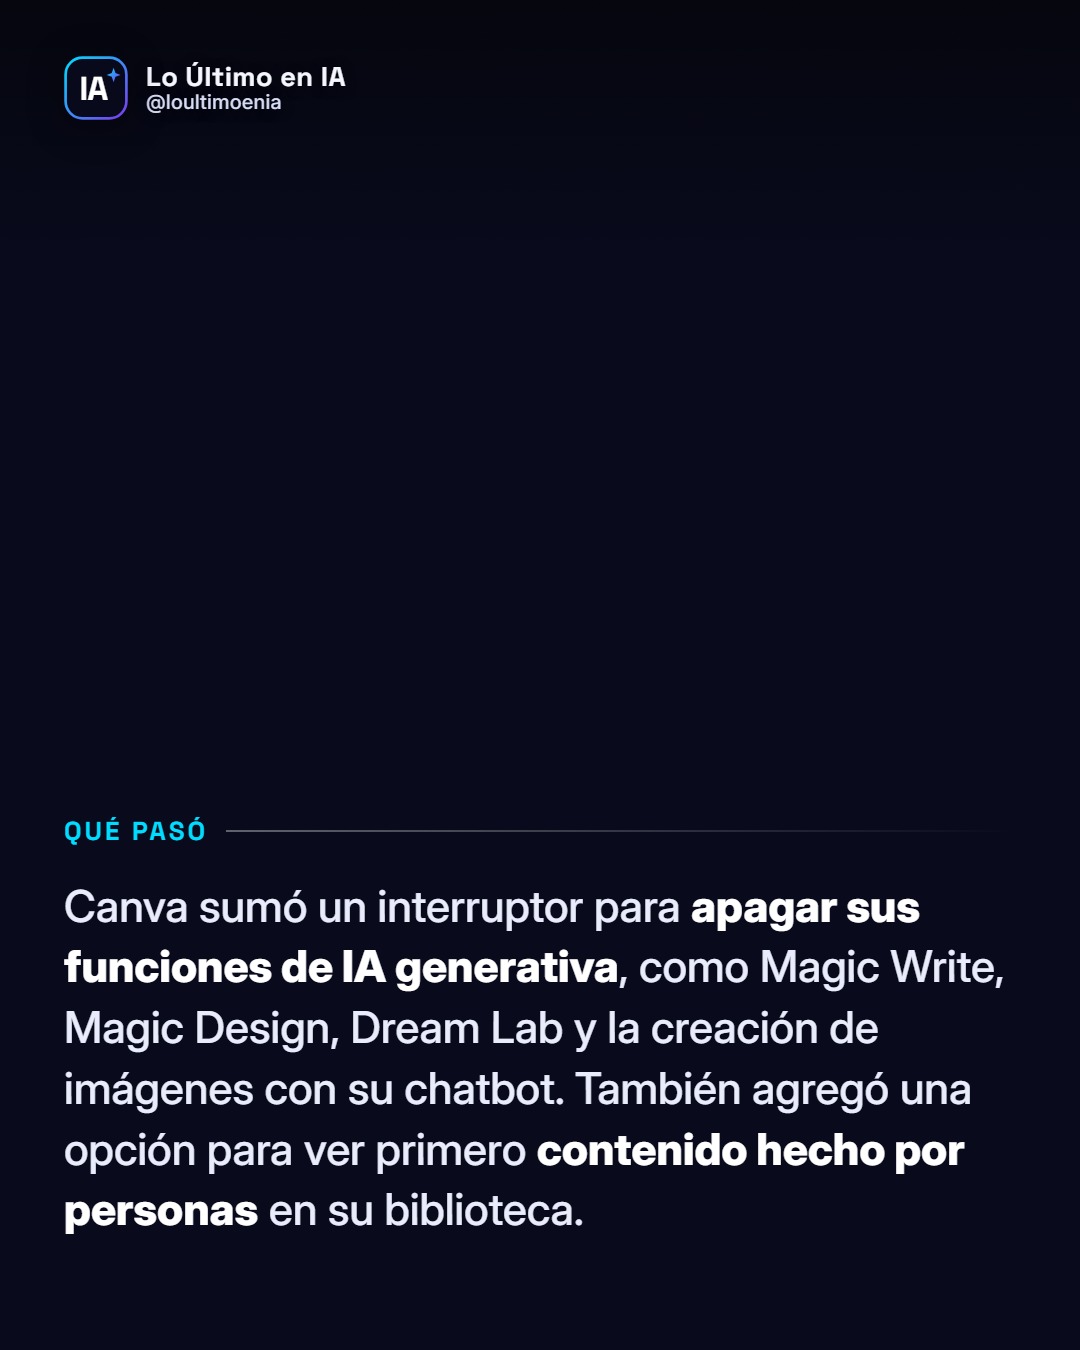 IA
Lo Último en IA
@loultimoenia
QUÉ PASÓ
Canva sumó un interruptor para apagar sus
funciones de IA generativa, como Magic Write,
Magic Design, Dream Lab y la creación de
imágenes con su chatbot. También agregó una
opción para ver primero contenido hecho por
personas en su biblioteca.